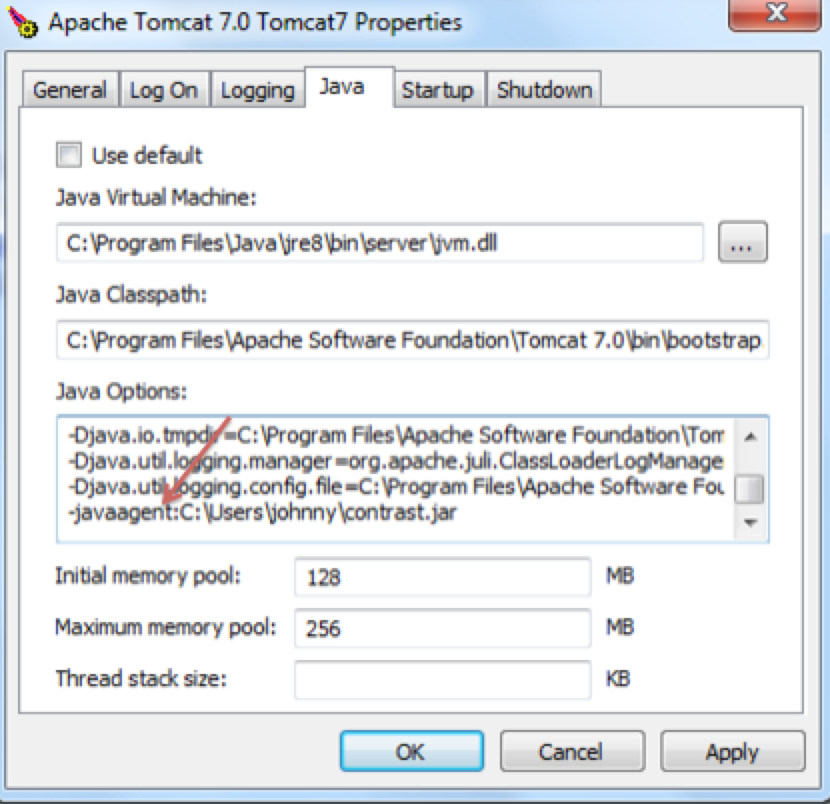 Apache Tomcat 7.0 Tomcat7 Properties
General Log On Logging Java Startup Shutdown
Use default
Java Virtual Machine:
C:\Program Files\Java\jre8\bin\server\jvm.dll
...
Java Classpath:
C:\Program Files\Apache Software Foundation\Tomcat 7.0\bin\bootstrap
Java Options:
-Djava.io.tmpdir=C:\Program Files\Apache Software Foundation\Tom
-Djava.util.logging.manager=org.apache.juli.ClassLoaderLogManage
-Djava.util.logging.config.file=C:\Program Files\Apache Software Fou
-javaagent:C:\Users\johnny\contrast.jar
Initial memory pool: 128 MB
Maximum memory pool: 256 MB
Thread stack size: KB
OK Cancel Apply